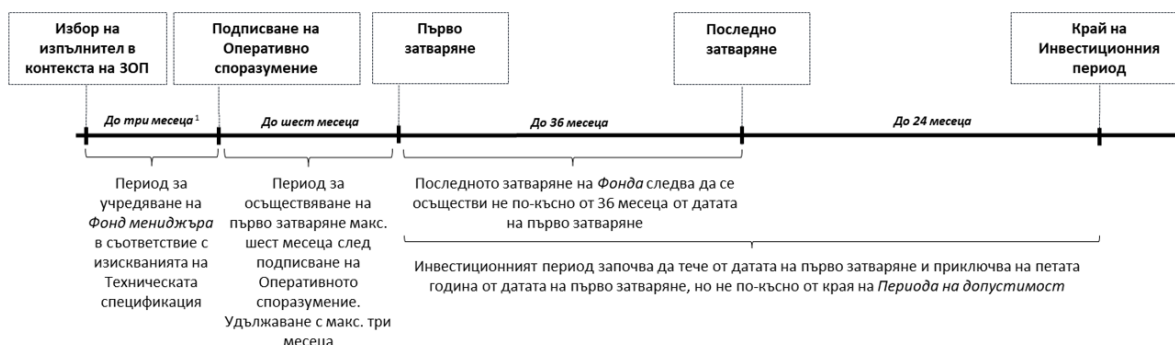 Избор на
изпълнител в
контекста на ЗОП
Подписване на
Оперативно
споразумение
Първо
затваряне
Последно
затваряне
Край на
Инвестиционния
период
До три месеца 1
До шест месеца
До 36 месеца
До 24 месеца
Период за
учредяване на
Фонд мениджъра
в съответствие с
изискванията на
Техническата
спецификация
Период за
осъществяване на
първо затваряне макс.
шест месеца след
подписване на
Оперативното
споразумение.
Удължаване с макс. три
месеца
Последното затваряне на Фонда следва да се
осъществи не по-късно от 36 месеца от датата
на първо затваряне
Инвестиционният период започва да тече от датата на първо затваряне и приключва на петата
година от датата на първо затваряне, но не по-късно от края на Периода на допустимост